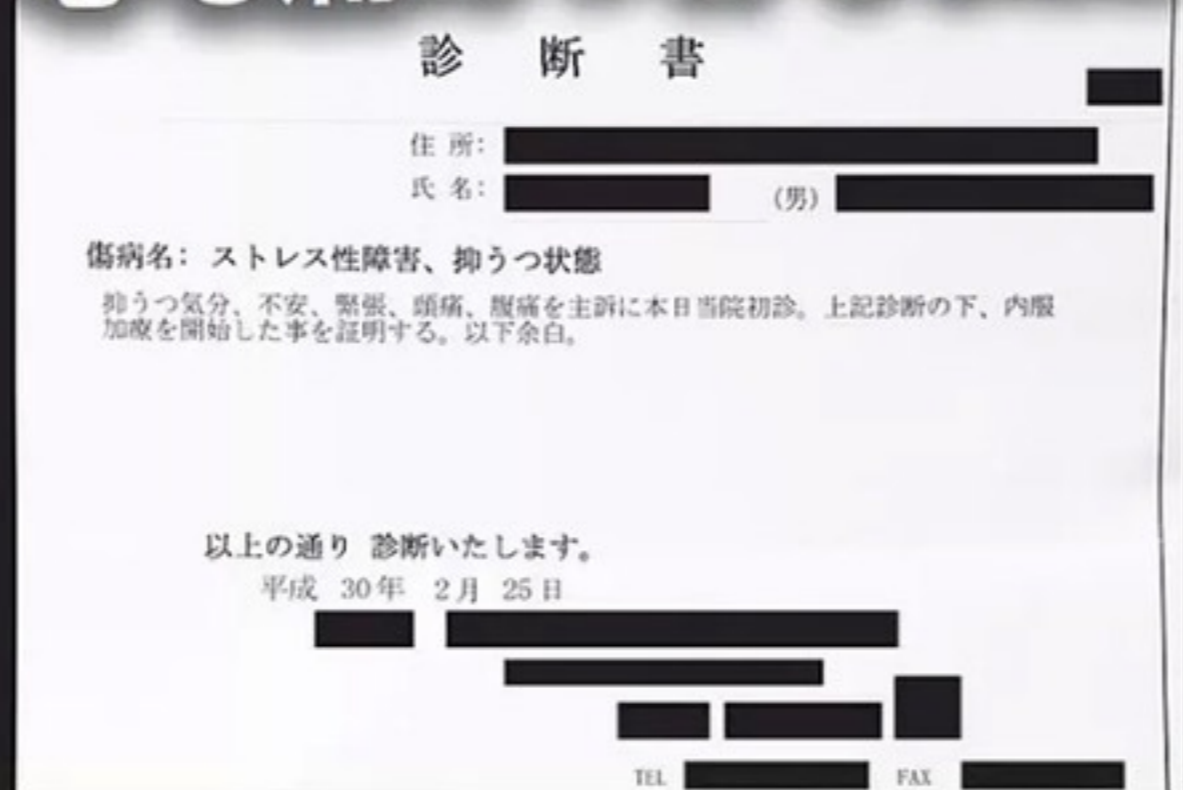 診断書
住所:
氏名: (男)
傷病名: ストレス性障害、抑うつ状態
抑うつ気分、不安、緊張、頭痛、腹痛を主訴に本日当院初診。上記診断の下、内服
加療を開始した事を証明する。以下余白。
以上の通り 診断いたします。
平成 30年 2月 25日
TEL FAX